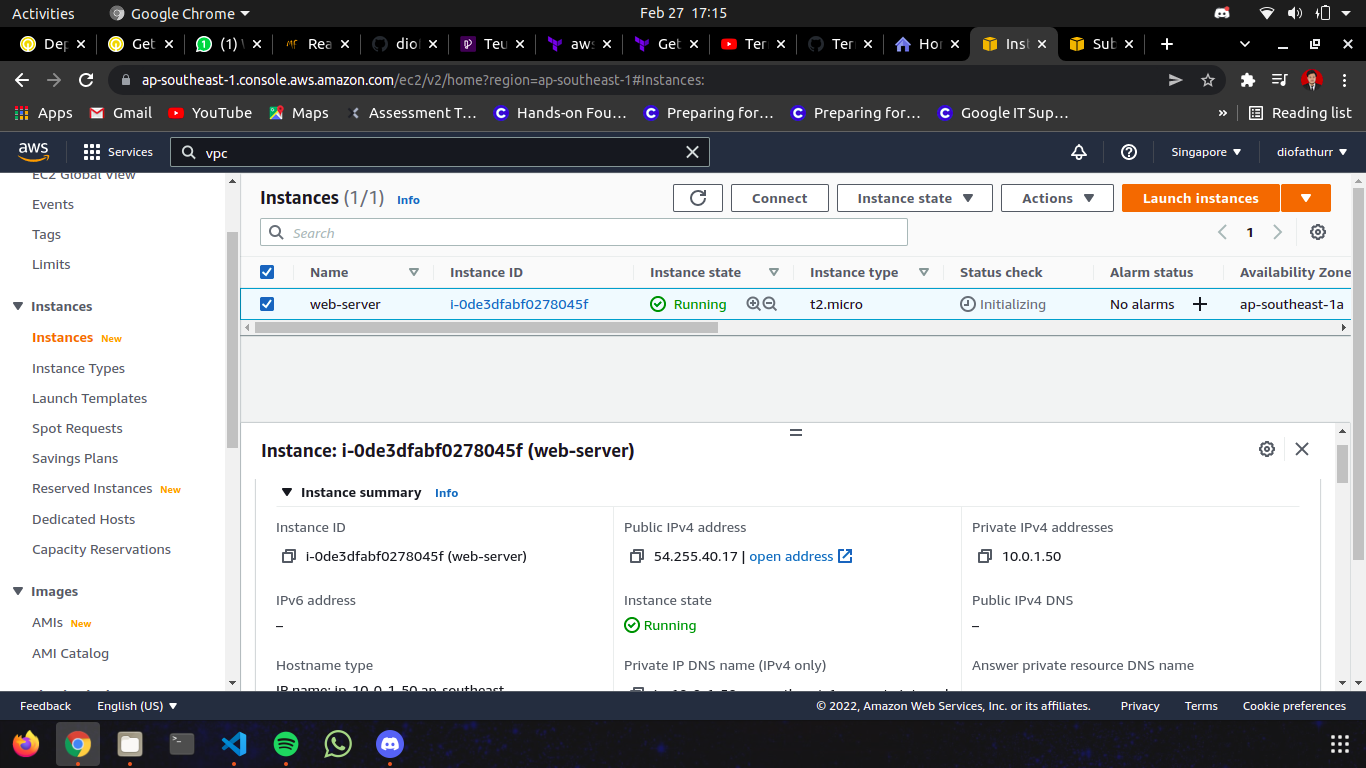 Activities Google Chrome Feb 27 17:15
Dep Get (1) Rea diol Teu aws Get Ter Ter Hor Inst Sub
ap-southeast-1.console.aws.amazon.com/ec2/v2/home?region=ap-southeast-1#Instances:
Apps Gmail YouTube Maps Assessment T... Hands-on Fou... Preparing for... Preparing for... Google IT Sup... » Reading list
aws Services vpc Singapore diofathurr
EC2 Global View
Events
Tags
Limits
Instances
Instances New
Instance Types
Launch Templates
Spot Requests
Savings Plans
Reserved Instances New
Dedicated Hosts
Capacity Reservations
Images
AMIs New
AMI Catalog
Instances (1/1) Info Connect Instance state Actions Launch instances
Search 1
Name Instance ID Instance state Instance type Status check Alarm status Availability Zone
web-server i-0de3dfabf0278045f Running t2.micro Initializing No alarms + ap-southeast-1a
Instance: i-0de3dfabf0278045f (web-server)
Instance summary Info
Instance ID Public IPv4 address Private IPv4 addresses
i-0de3dfabf0278045f (web-server) 54.255.40.17 | open address 10.0.1.50
IPv6 address Instance state Public IPv4 DNS
– Running –
Hostname type Private IP DNS name (IPv4 only) Answer private resource DNS name
IP name: ip-10-0-1-50.ap-southeast
Feedback English (US) © 2022, Amazon Web Services, Inc. or its affiliates. Privacy Terms Cookie preferences